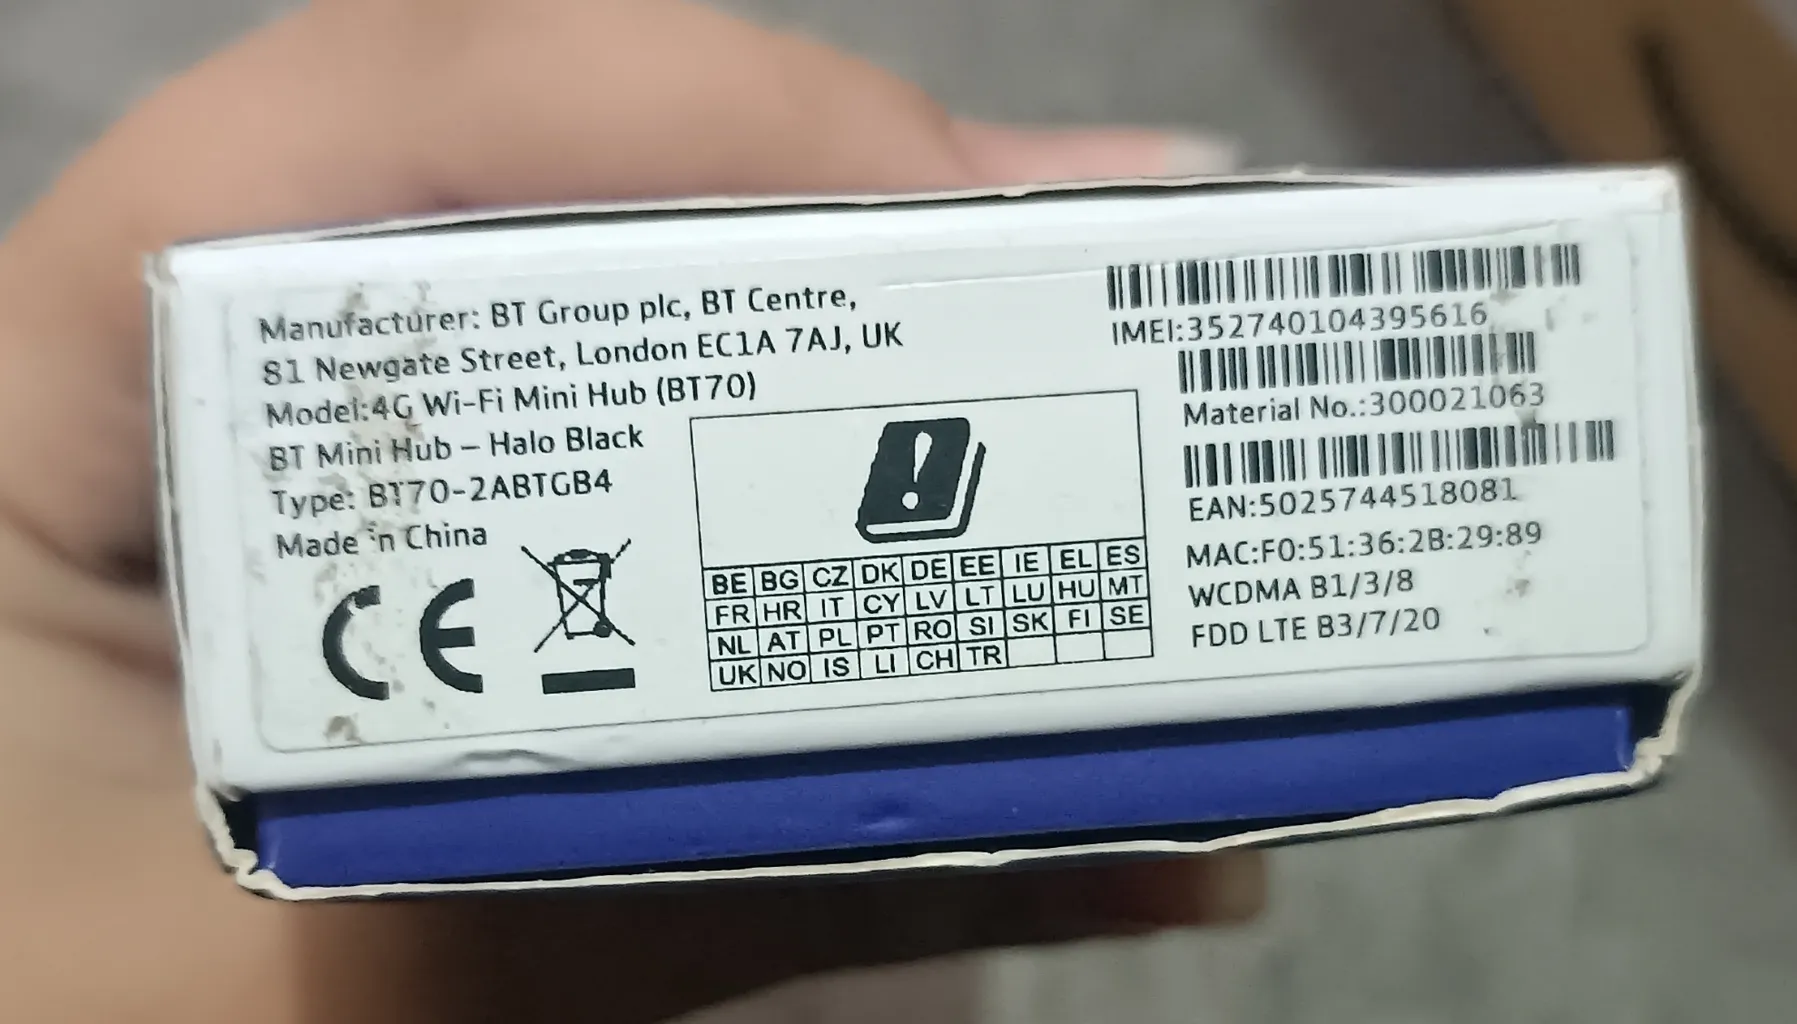 Manufacturer: BT Group plc, BT Centre,
81 Newgate Street, London EC1A 7AJ, UK
Model:4G Wi-Fi Mini Hub (BT70)
BT Mini Hub – Halo Black
Type: BT70-2ABTGB4
Made in China
CE
BE BG CZ DK DE EE IE EL ES
FR HR IT CY LV LT LU HU MT
NL AT PL PT RO SI SK FI SE
UK NO IS LI CH TR
IMEI:352740104395616
Material No.:300021063
EAN:5025744518081
MAC:F0:51:36:2B:29:89
WCDMA B1/3/8
FDD LTE B3/7/20